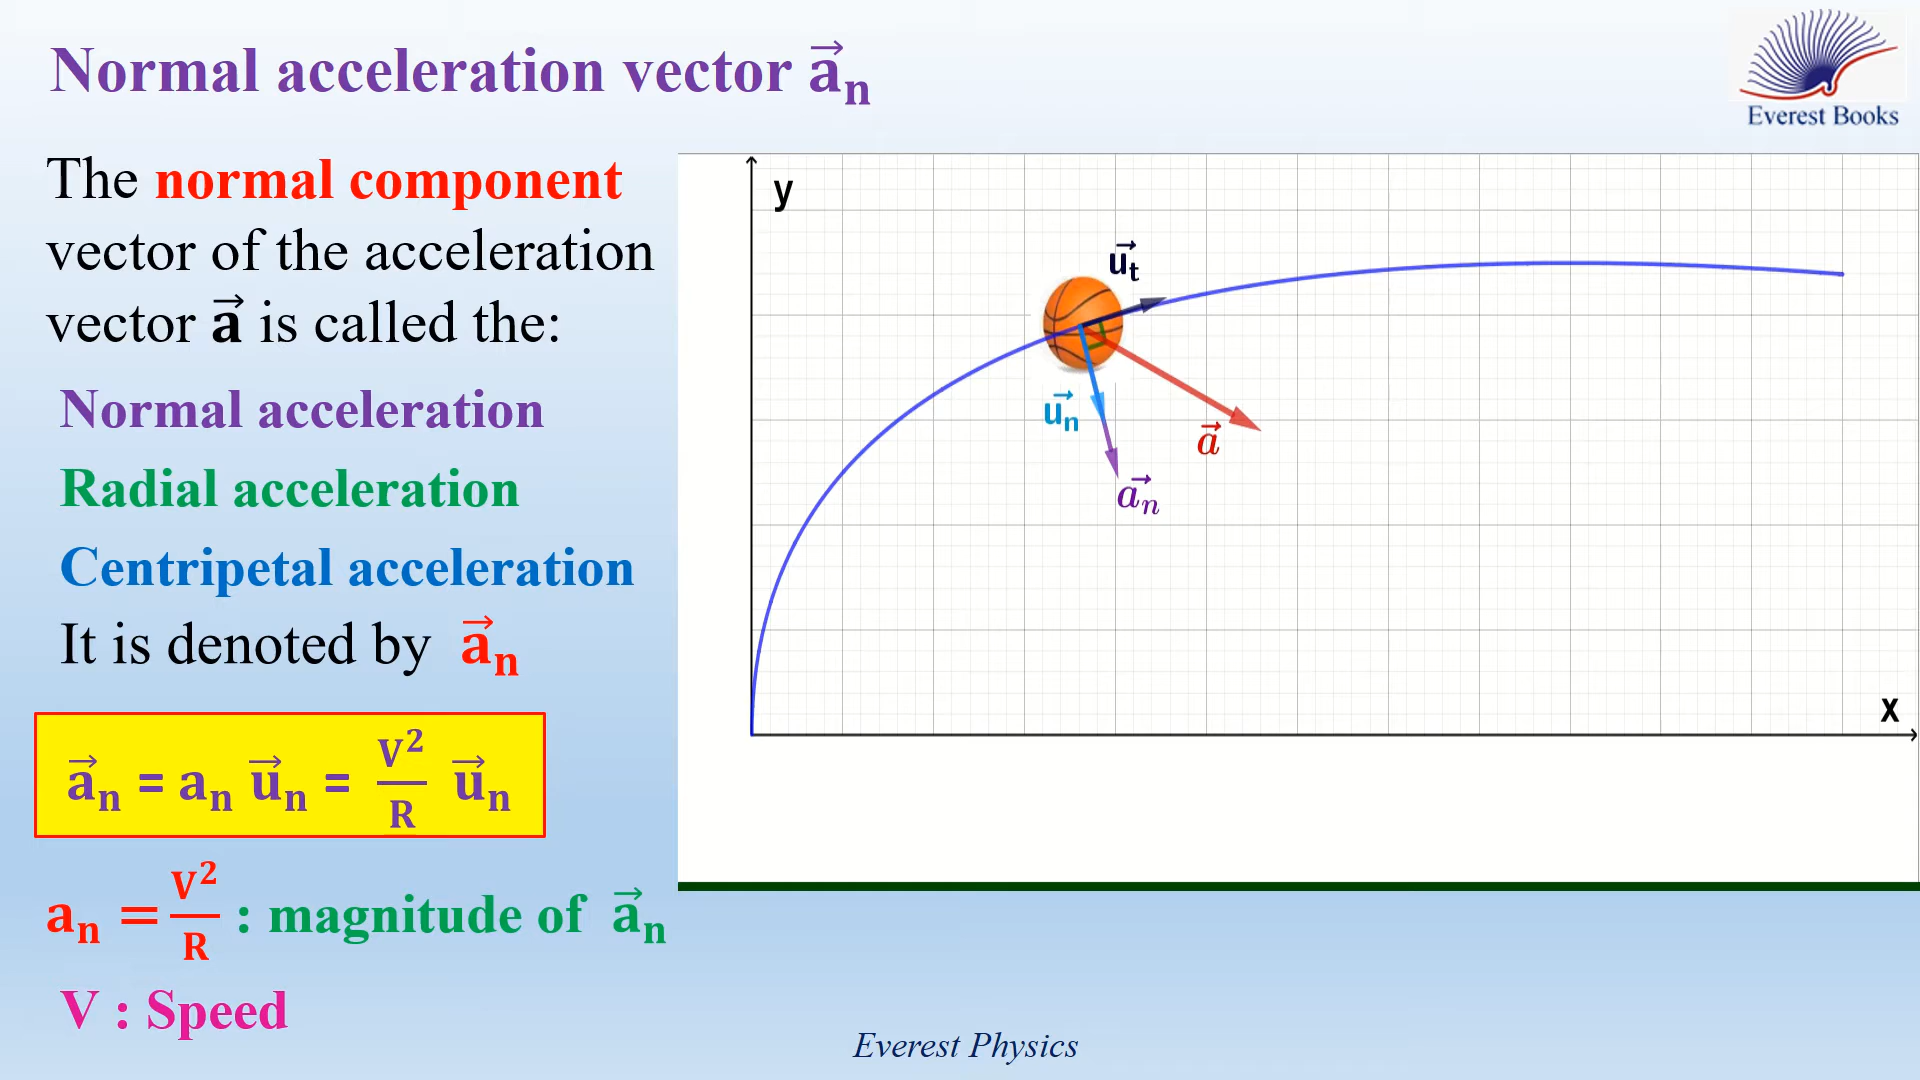 Normal acceleration vector a⃗ₙ
Everest Books
The normal component
vector of the acceleration
vector a⃗ is called the:
Normal acceleration
Radial acceleration
Centripetal acceleration
It is denoted by a⃗ₙ
a⃗ₙ = aₙ u⃗ₙ = V²/R u⃗ₙ
aₙ = V²/R : magnitude of a⃗ₙ
V : Speed
y
u⃗ₜ
u⃗ₙ
a⃗
a⃗ₙ
x
Everest Physics